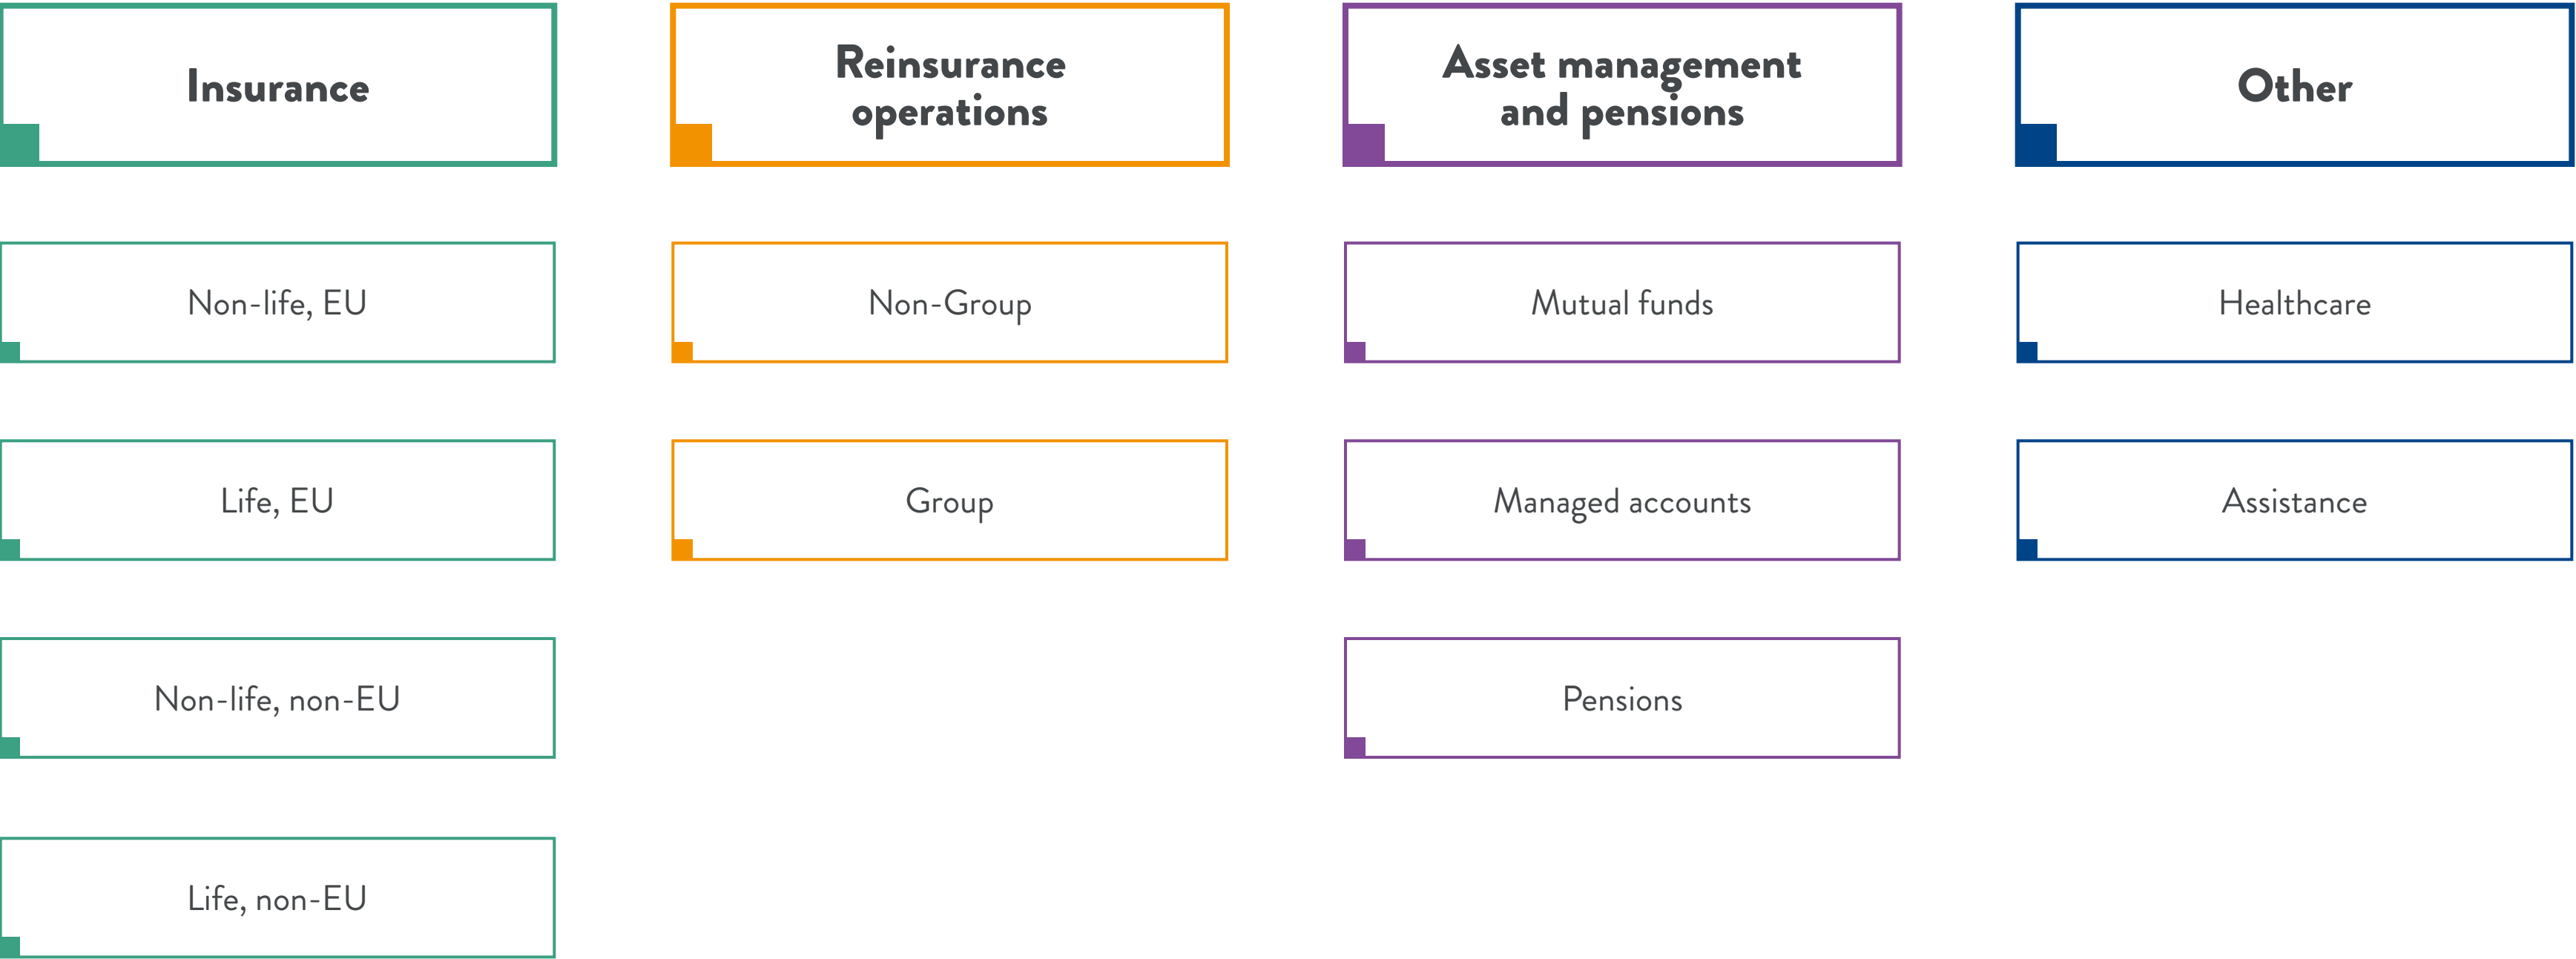 Insurance
Reinsurance
operations
Asset management
and pensions
Other
Non-life, EU
Non-Group
Mutual funds
Healthcare
Life, EU
Group
Managed accounts
Assistance
Non-life, non-EU
Pensions
Life, non-EU